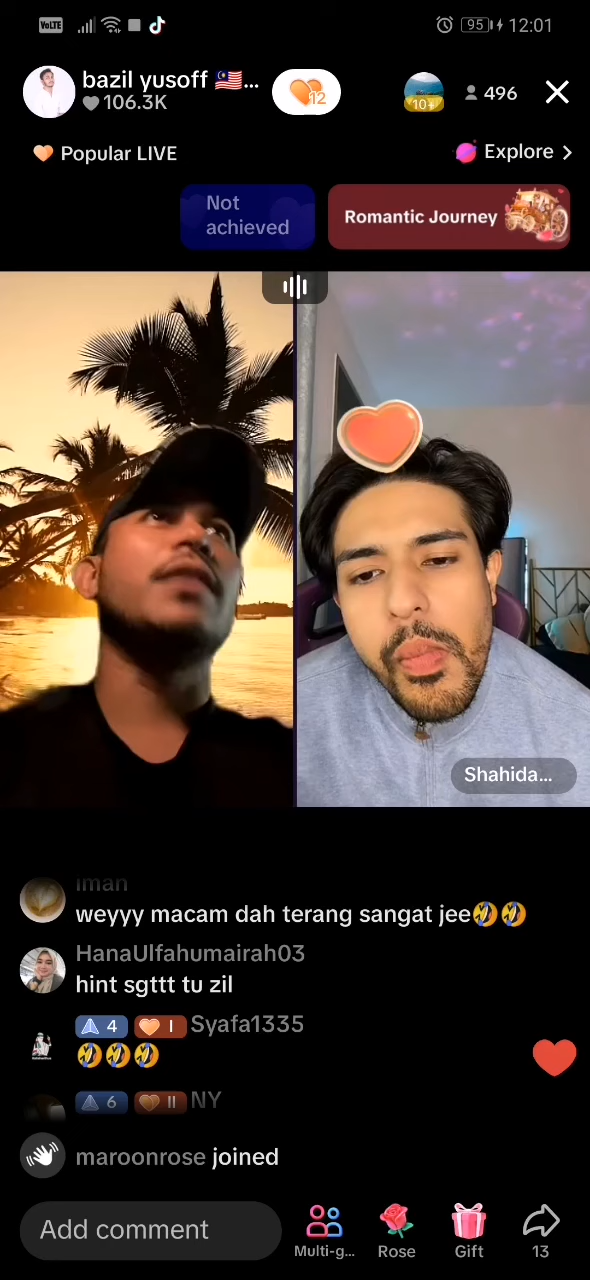 VoLTE
95
12:01
bazil yusoff 🇲🇾...
106.3K
12
10+
496
Popular LIVE
Explore >
Not
achieved
Romantic Journey
Shahida...
iman
weyyy macam dah terang sangat jee🤣🤣
HanaUlfahumairah03
hint sgttt tu zil
4 I Syafa1335
🤣🤣🤣
6 II NY
maroonrose joined
Add comment
Multi-g...
Rose
Gift
13